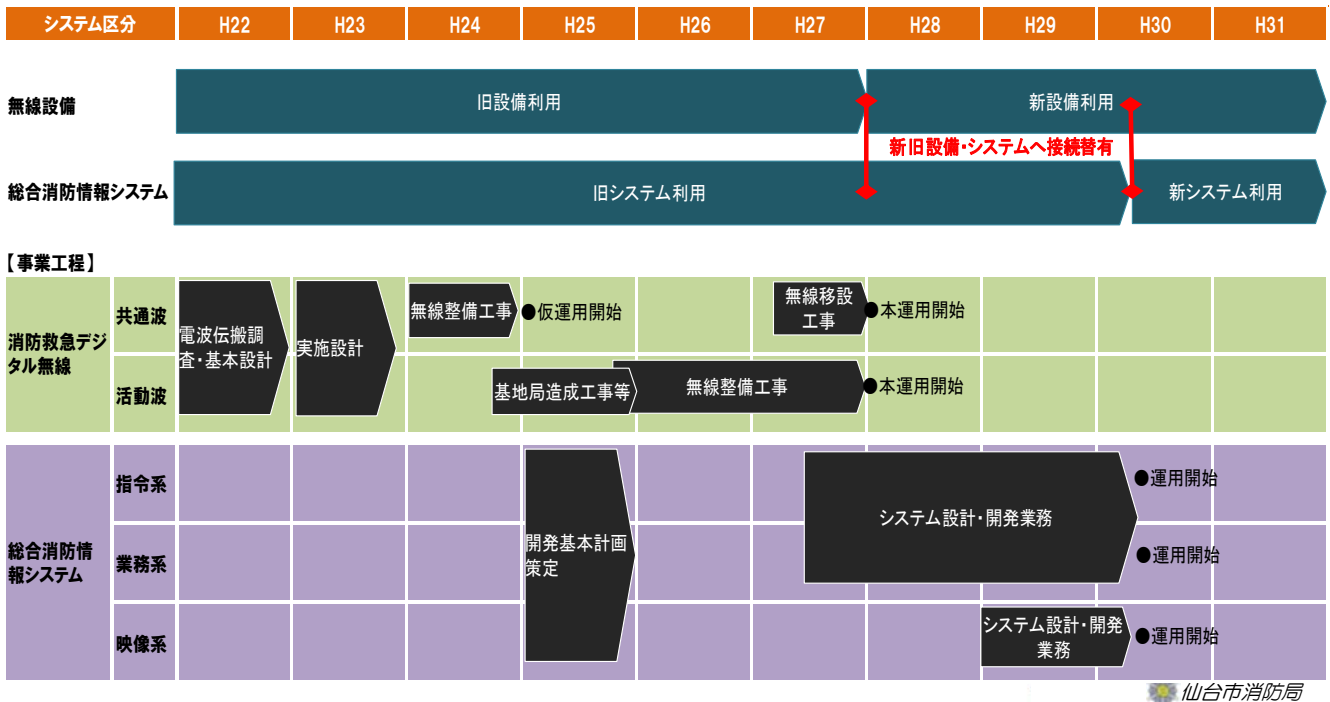 システム区分 H22 H23 H24 H25 H26 H27 H28 H29 H30 H31
無線設備
旧設備利用
新設備利用
新旧設備・システムへ接続替有
総合消防情報システム
旧システム利用
新システム利用
【事業工程】
消防救急デジ
タル無線
共通波
電波伝搬調
査・基本設計
実施設計
無線整備工事
●仮運用開始
無線移設
工事
●本運用開始
活動波
基地局造成工事等
無線整備工事
●本運用開始
総合消防情
報システム
指令系
開発基本計画
策定
システム設計・開発業務
●運用開始
業務系
●運用開始
映像系
システム設計・開発
業務
●運用開始
仙台市消防局